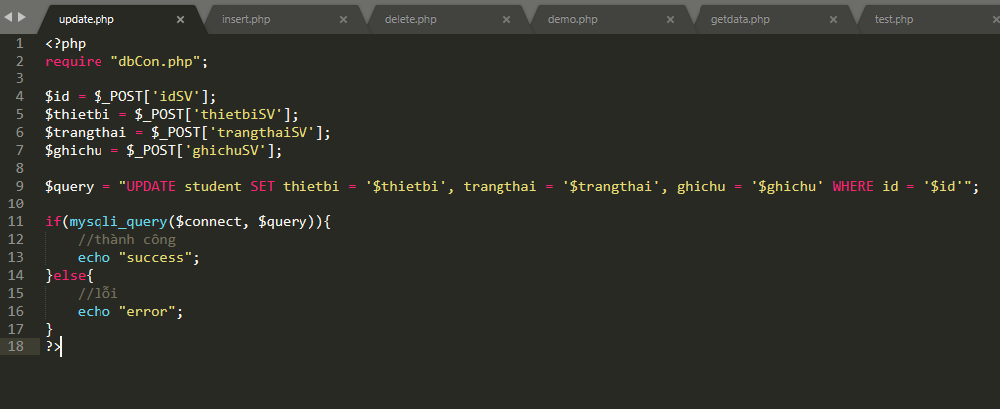 update.php × insert.php × delete.php × demo.php × getdata.php × test.php ×
1 <?php
2 require "dbCon.php";
3
4 $id = $_POST['idSV'];
5 $thietbi = $_POST['thietbiSV'];
6 $trangthai = $_POST['trangthaiSV'];
7 $ghichu = $_POST['ghichuSV'];
8
9 $query = "UPDATE student SET thietbi = '$thietbi', trangthai = '$trangthai', ghichu = '$ghichu' WHERE id = '$id'";
10
11 if(mysqli_query($connect, $query)){
12 //thành công
13 echo "success";
14 }else{
15 //lỗi
16 echo "error";
17 }
18 ?>